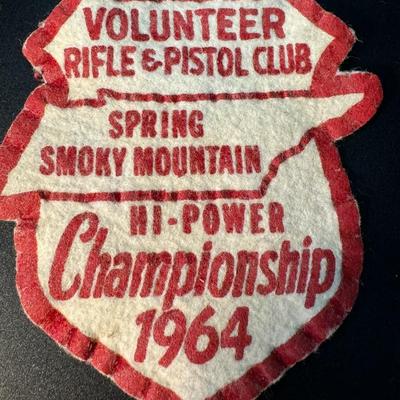 VOLUNTEER
RIFLE & PISTOL CLUB
SPRING
SMOKY MOUNTAIN
HI-POWER
Championship
1964